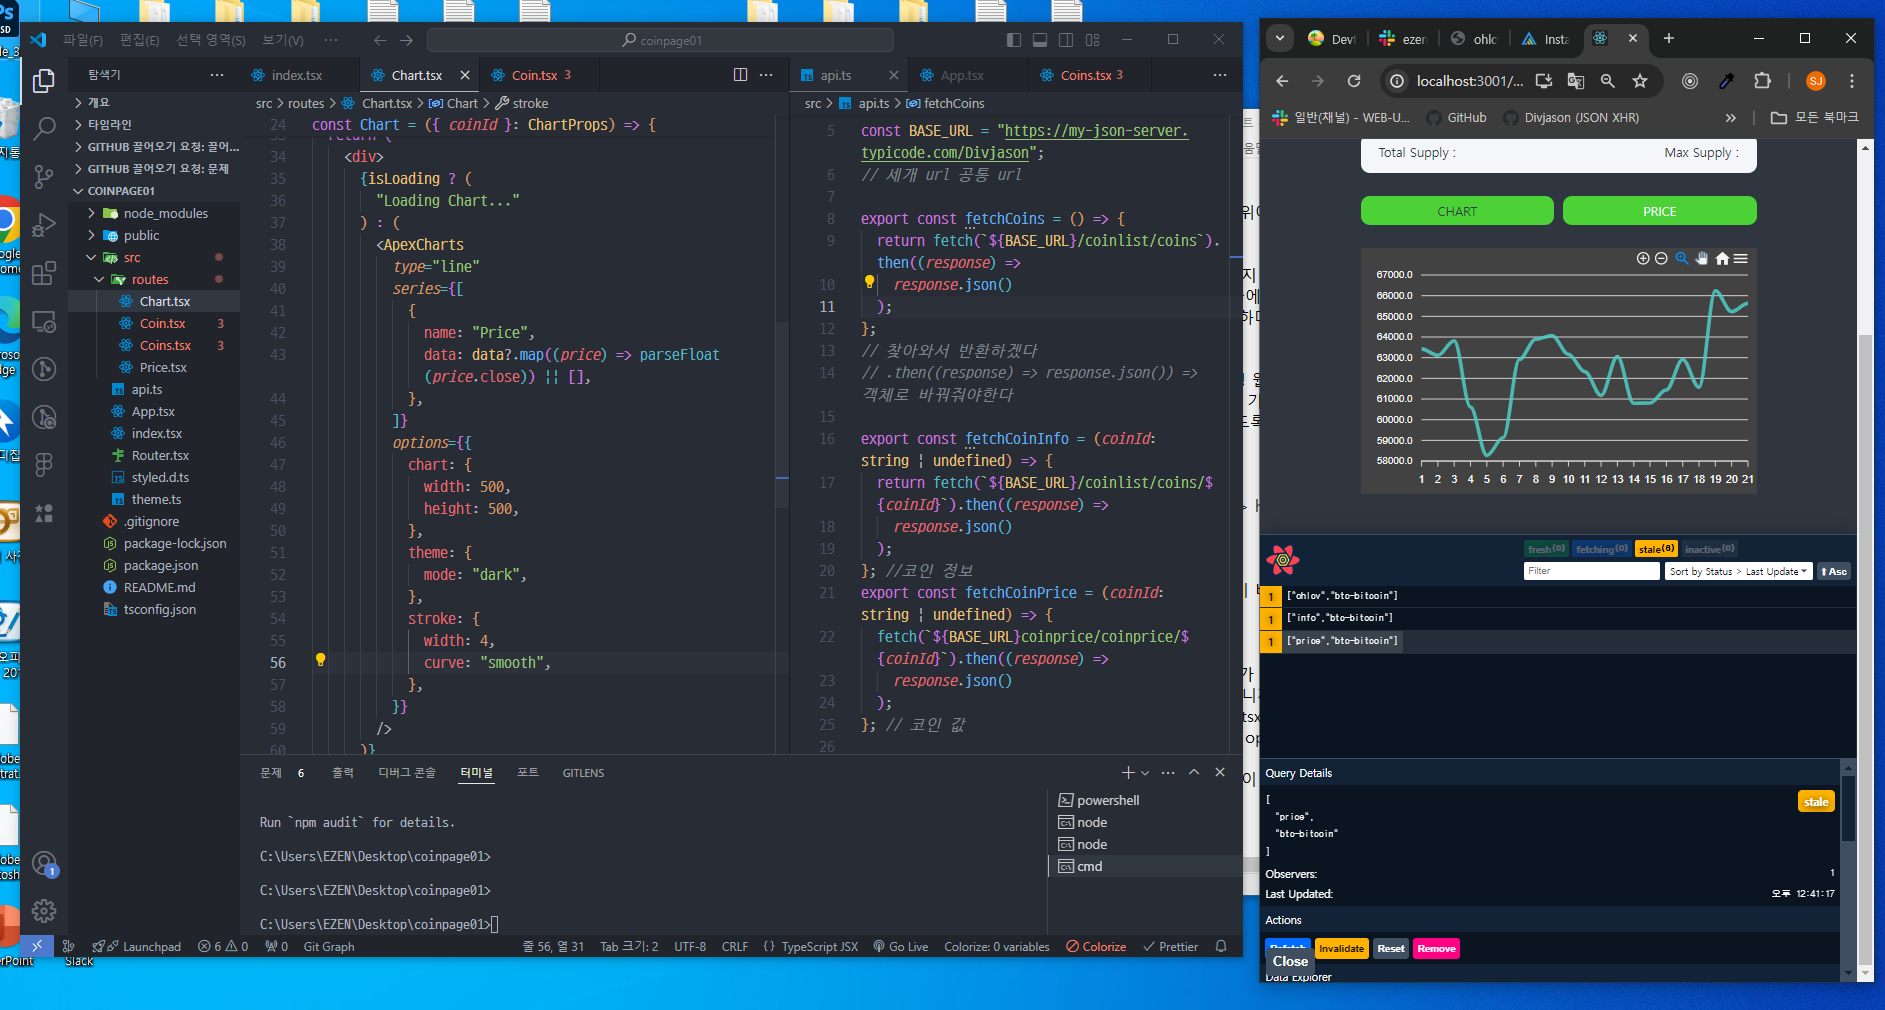 파일(F) 편집(E) 선택 영역(S) 보기(V) ··· coinpage01
탐색기 ···
개요
타임라인
GITHUB 끌어오기 요청: 끌어...
GITHUB 끌어오기 요청: 문제
COINPAGE01
node_modules
public
src
routes
Chart.tsx
Coin.tsx 3
Coins.tsx 3
Price.tsx
api.ts
App.tsx
index.tsx
Router.tsx
styled.d.ts
theme.ts
.gitignore
package-lock.json
package.json
README.md
tsconfig.json
index.tsx Chart.tsx Coin.tsx 3
src > routes > Chart.tsx > Chart > stroke
24 const Chart = ({ coinId }: ChartProps) => {
return (
34 <div>
35 {isLoading ? (
36 "Loading Chart..."
37 ) : (
38 <ApexCharts
39 type="line"
40 series={[
41 {
42 name: "Price",
43 data: data?.map((price) => parseFloat
(price.close)) || [],
44 },
45 ]}
46 options={{
47 chart: {
48 width: 500,
49 height: 500,
50 },
51 theme: {
52 mode: "dark",
53 },
54 stroke: {
55 width: 4,
56 curve: "smooth",
57 },
58 }}
59 />
60 )}
api.ts App.tsx Coins.tsx 3
src > api.ts > fetchCoins
5 const BASE_URL = "https://my-json-server.
typicode.com/Divjason";
6 // 세개 url 공통 url
7
8 export const fetchCoins = () => {
9 return fetch(`${BASE_URL}/coinlist/coins`).
then((response) =>
10 response.json()
11 );
12 };
13 // 찾아와서 반환하겠다
14 // .then((response) => response.json()) =>
객체로 바꿔줘야한다
15
16 export const fetchCoinInfo = (coinId:
string | undefined) => {
17 return fetch(`${BASE_URL}/coinlist/coins/$
{coinId}`).then((response) =>
18 response.json()
19 );
20 }; //코인 정보
21 export const fetchCoinPrice = (coinId:
string | undefined) => {
22 fetch(`${BASE_URL}coinprice/coinprice/$
{coinId}`).then((response) =>
23 response.json()
24 );
25 }; // 코인 값
26
문제 6 출력 디버그 콘솔 터미널 포트 GITLENS
Run `npm audit` for details.
C:\Users\EZEN\Desktop\coinpage01>
C:\Users\EZEN\Desktop\coinpage01>
C:\Users\EZEN\Desktop\coinpage01>
powershell
node
node
cmd
Launchpad 6 0 0 Git Graph 줄 56, 열 31 Tab 크기: 2 UTF-8 CRLF {} TypeScript JSX Go Live Colorize: 0 variables Colorize Prettier
Slack
Devi ezen ohlc Insta
localhost:3001/... SJ
일반(채널) - WEB-U... GitHub Divjason (JSON XHR) » 모든 북마크
Total Supply : Max Supply :
CHART PRICE
67000.0
66000.0
65000.0
64000.0
63000.0
62000.0
61000.0
60000.0
59000.0
58000.0
1 2 3 4 5 6 7 8 9 10 11 12 13 14 15 16 17 18 19 20 21
fresh(0) fetching(0) stale(6) inactive(0)
Filter Sort by Status > Last Update Asc
1 ["ohlcv","btc-bitcoin"]
1 ["info","btc-bitcoin"]
1 ["price","btc-bitcoin"]
Query Details
[
"price",
"btc-bitcoin"
]
stale
Observers: 1
Last Updated: 오후 12:41:17
Actions
Refetch Invalidate Reset Remove
Close
Data Explorer